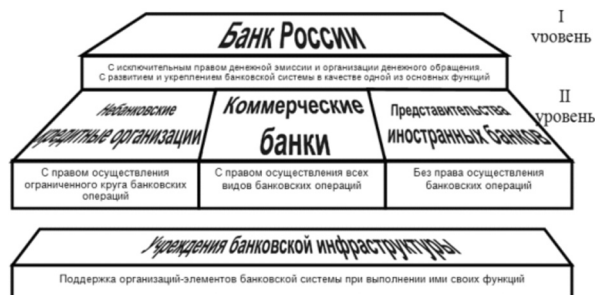 Банк России
I
уровень
С исключительным правом денежной эмиссии и организации денежного обращения.
С развитием и укреплением банковской системы в качестве одной из основных функций
II
уровень
Небанковские
кредитные организации
Коммерческие
банки
Представительства
иностранных банков
С правом осуществления
ограниченного круга банковских
операций
С правом осуществления всех
видов банковских операций
Без права осуществления
банковских операций
Учреждения банковской инфраструктуры
Поддержка организаций-элементов банковской системы при выполнении ими своих функций